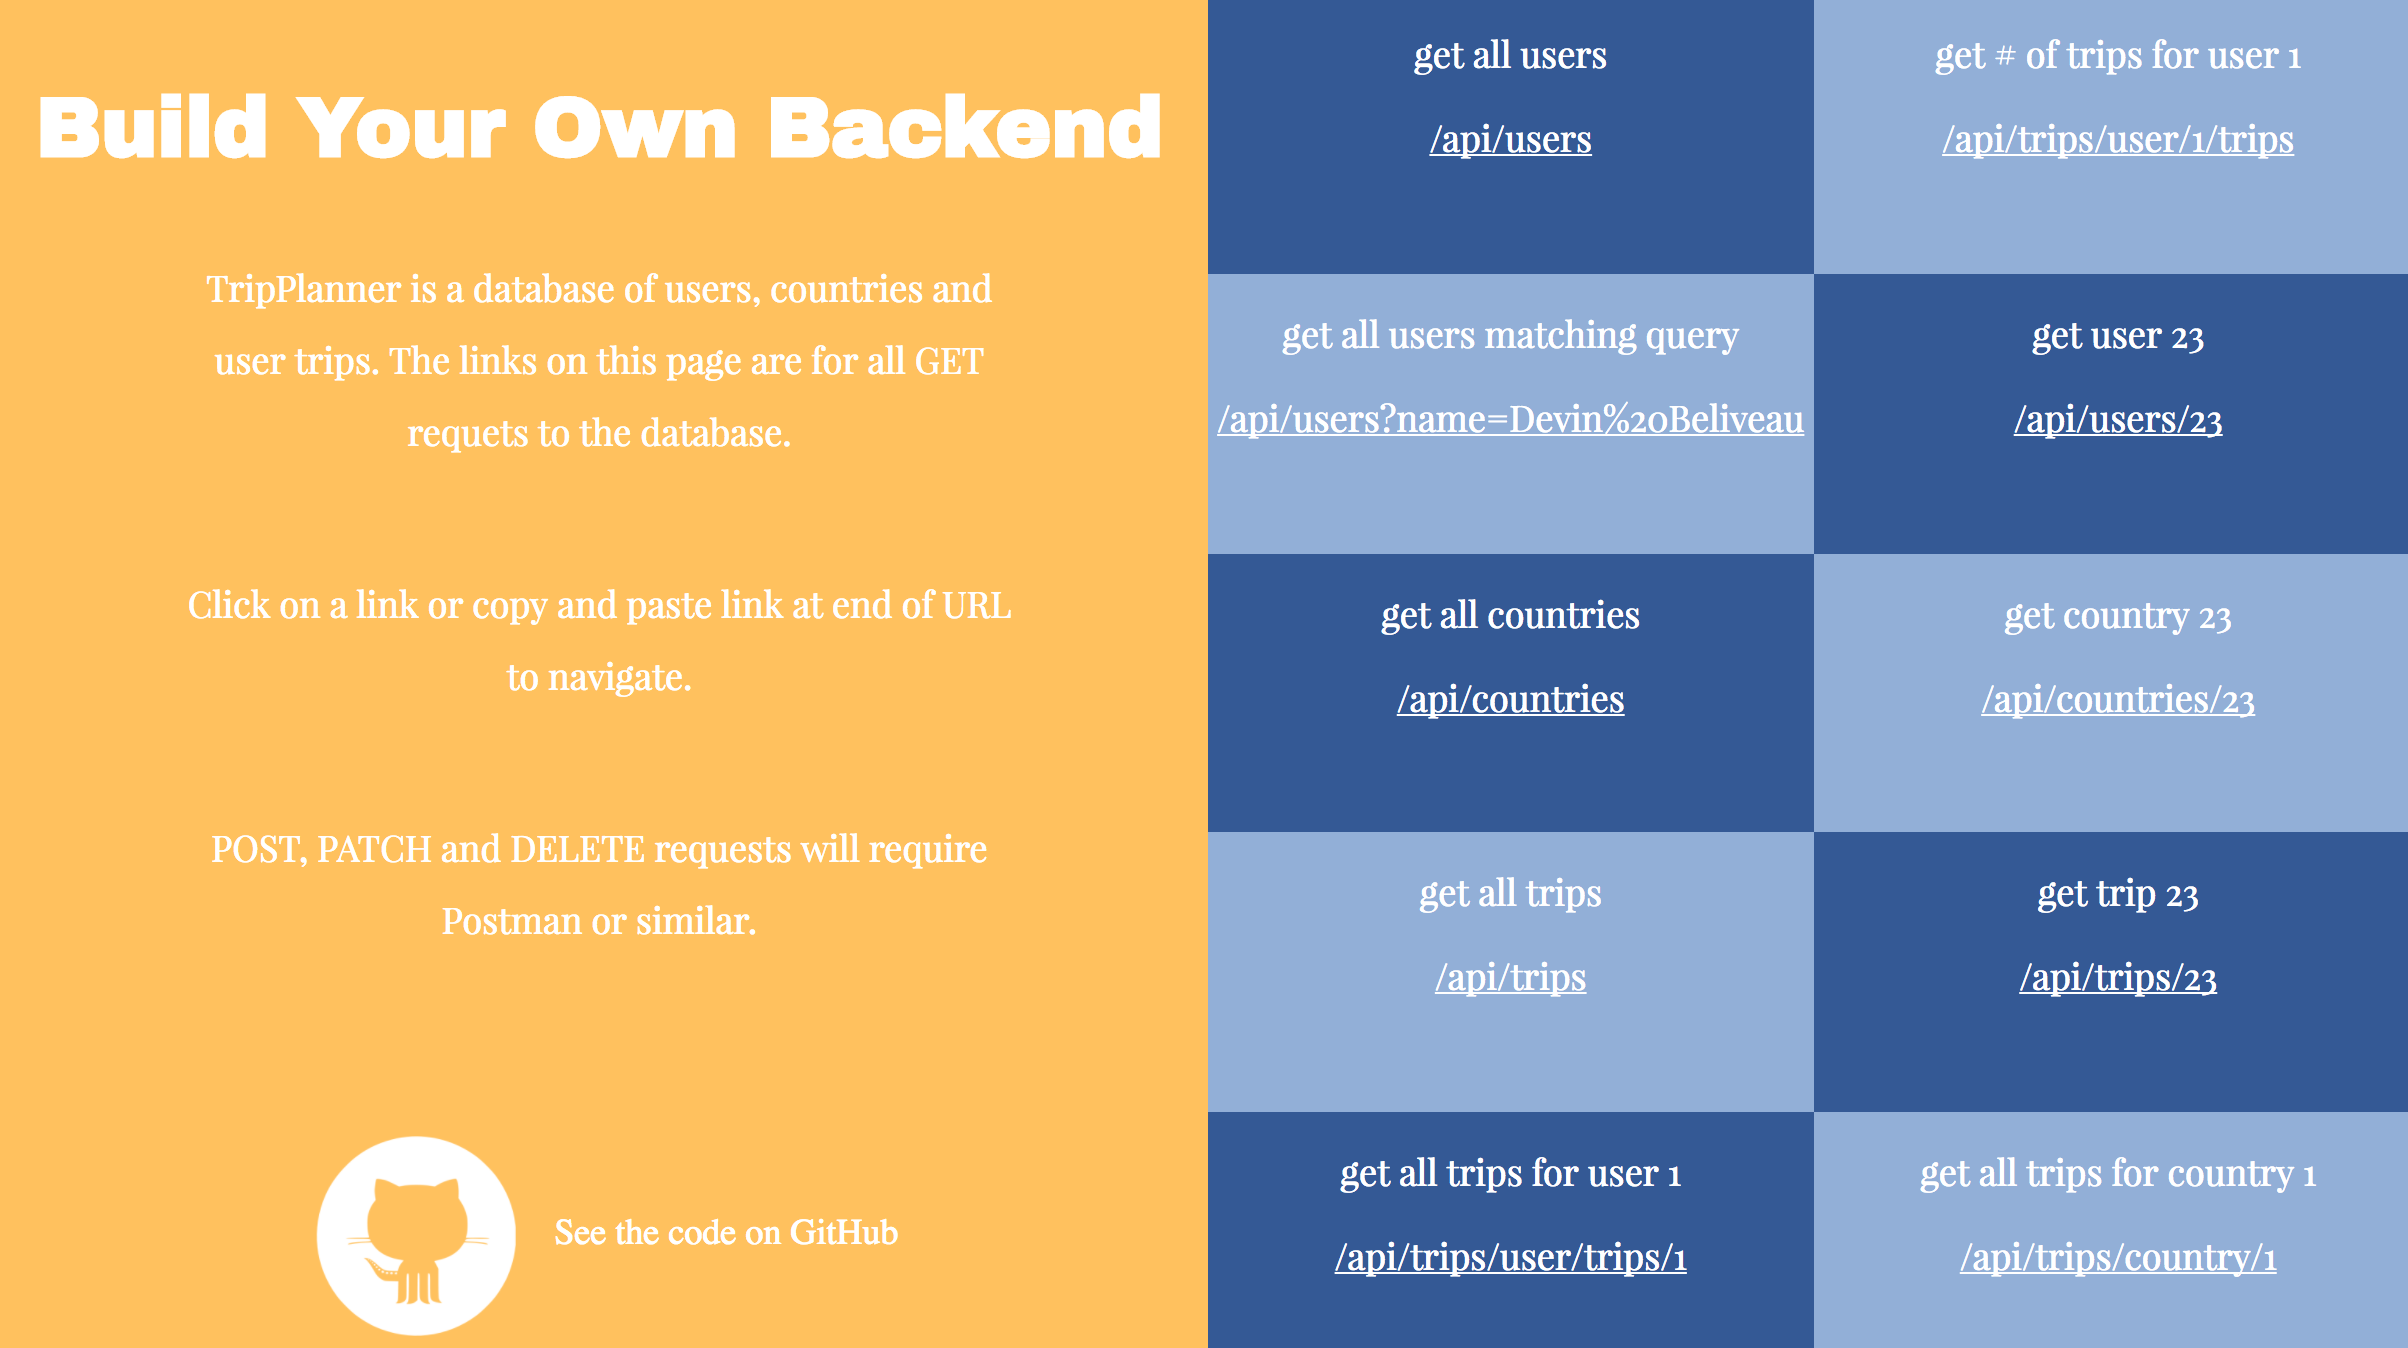 Build Your Own Backend
TripPlanner is a database of users, countries and
user trips. The links on this page are for all GET
requets to the database.
Click on a link or copy and paste link at end of URL
to navigate.
POST, PATCH and DELETE requests will require
Postman or similar.
See the code on GitHub
get all users
/api/users
get # of trips for user 1
/api/trips/user/1/trips
get all users matching query
/api/users?name=Devin%20Beliveau
get user 23
/api/users/23
get all countries
/api/countries
get country 23
/api/countries/23
get all trips
/api/trips
get trip 23
/api/trips/23
get all trips for user 1
/api/trips/user/trips/1
get all trips for country 1
/api/trips/country/1